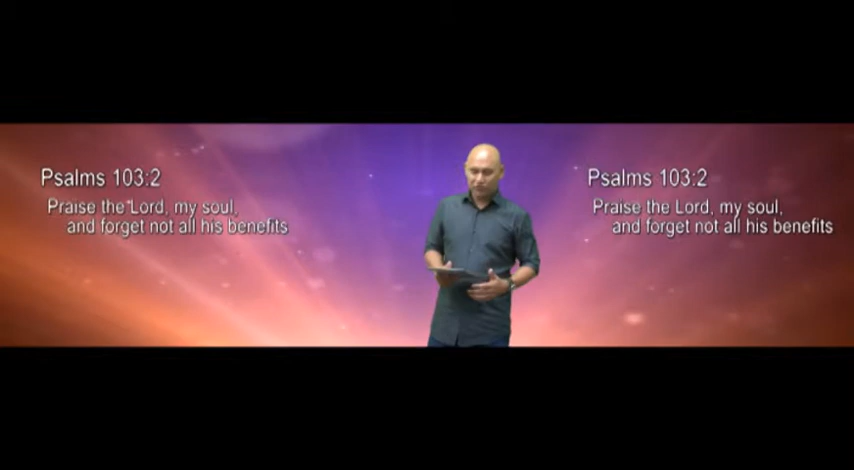 Psalms 103:2
Praise the Lord, my soul,
and forget not all his benefits
Psalms 103:2
Praise the Lord, my soul,
and forget not all his benefits